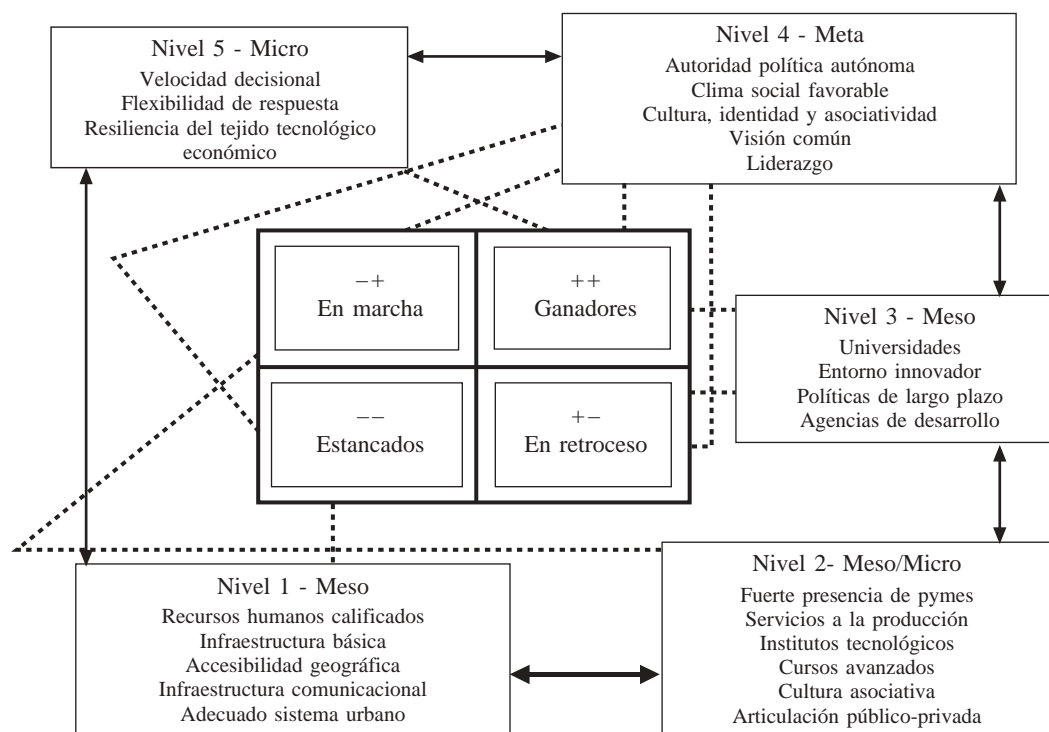 Nivel 5 - Micro
Velocidad decisional
Flexibilidad de respuesta
Resiliencia del tejido tecnológico
económico
Nivel 4 - Meta
Autoridad política autónoma
Clima social favorable
Cultura, identidad y asociatividad
Visión común
Liderazgo
−+
En marcha
++
Ganadores
−−
Estancados
+−
En retroceso
Nivel 3 - Meso
Universidades
Entorno innovador
Políticas de largo plazo
Agencias de desarrollo
Nivel 1 - Meso
Recursos humanos calificados
Infraestructura básica
Accesibilidad geográfica
Infraestructura comunicacional
Adecuado sistema urbano
Nivel 2- Meso/Micro
Fuerte presencia de pymes
Servicios a la producción
Institutos tecnológicos
Cursos avanzados
Cultura asociativa
Articulación público-privada